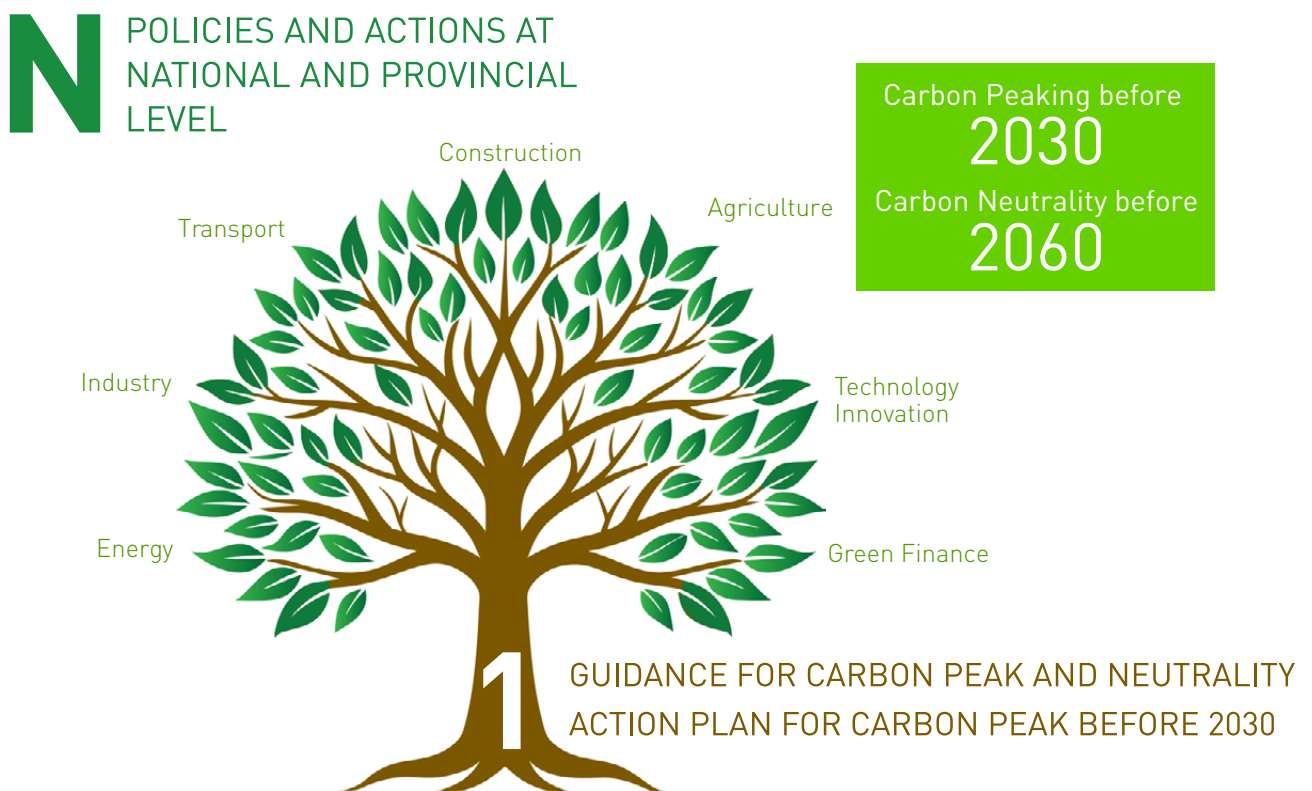 N
POLICIES AND ACTIONS AT
NATIONAL AND PROVINCIAL
LEVEL
Carbon Peaking before
2030
Carbon Neutrality before
2060
Construction
Agriculture
Transport
Industry
Technology
Innovation
Energy
Green Finance
1
GUIDANCE FOR CARBON PEAK AND NEUTRALITY
ACTION PLAN FOR CARBON PEAK BEFORE 2030